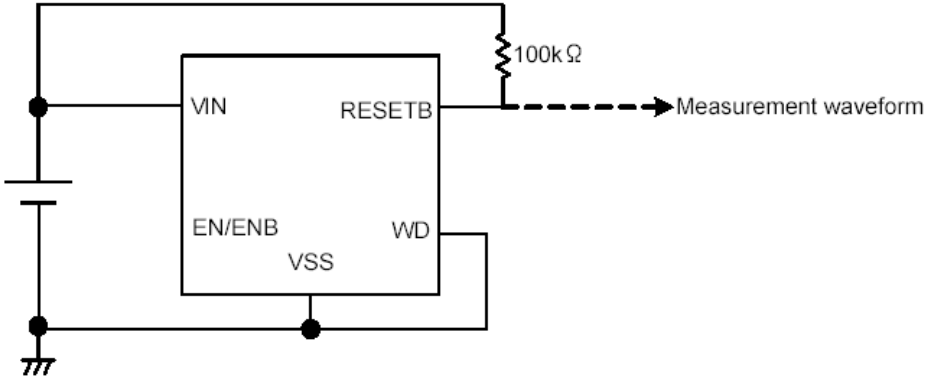 100kΩ
VIN
RESETB
Measurement waveform
EN/ENB
WD
VSS